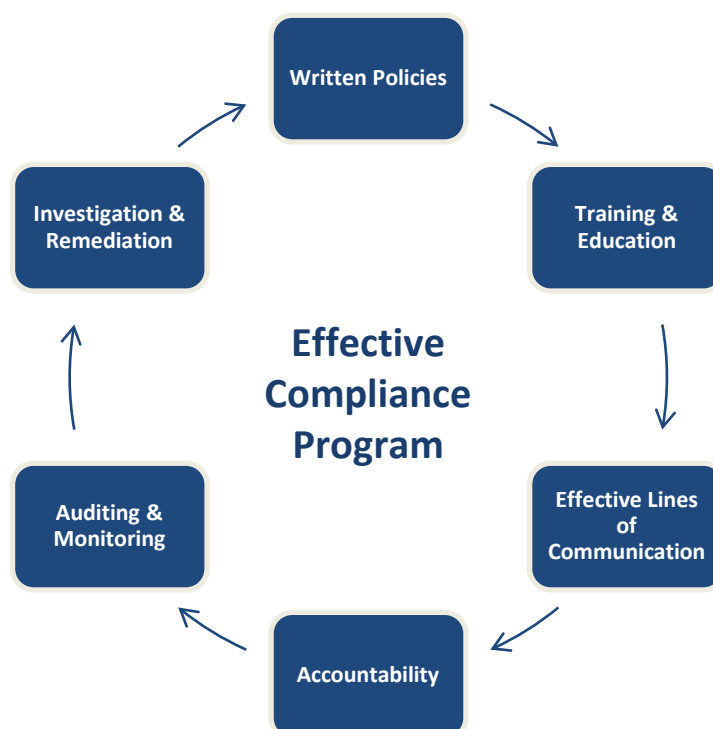 Written Policies
Training &
Education
Effective Lines
of
Communication
Accountability
Auditing &
Monitoring
Investigation &
Remediation
Effective
Compliance
Program